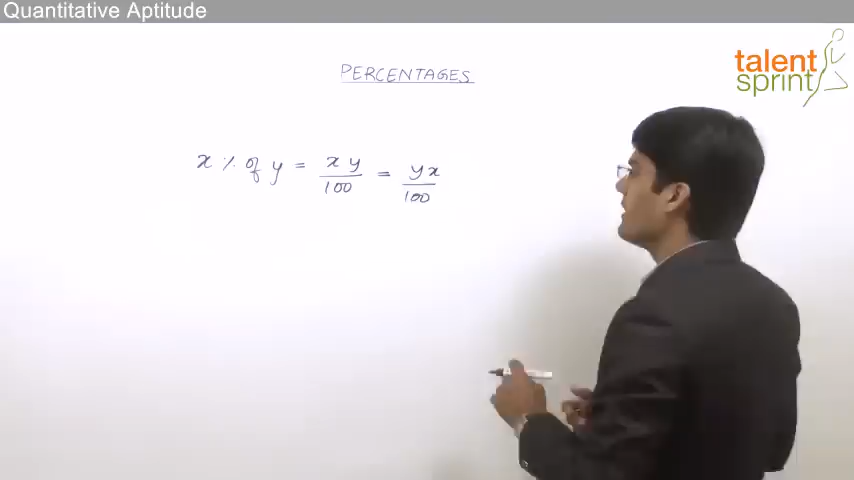 Quantitative Aptitude
talent
sprint
PERCENTAGES
x % of y = xy/100 = yx/100